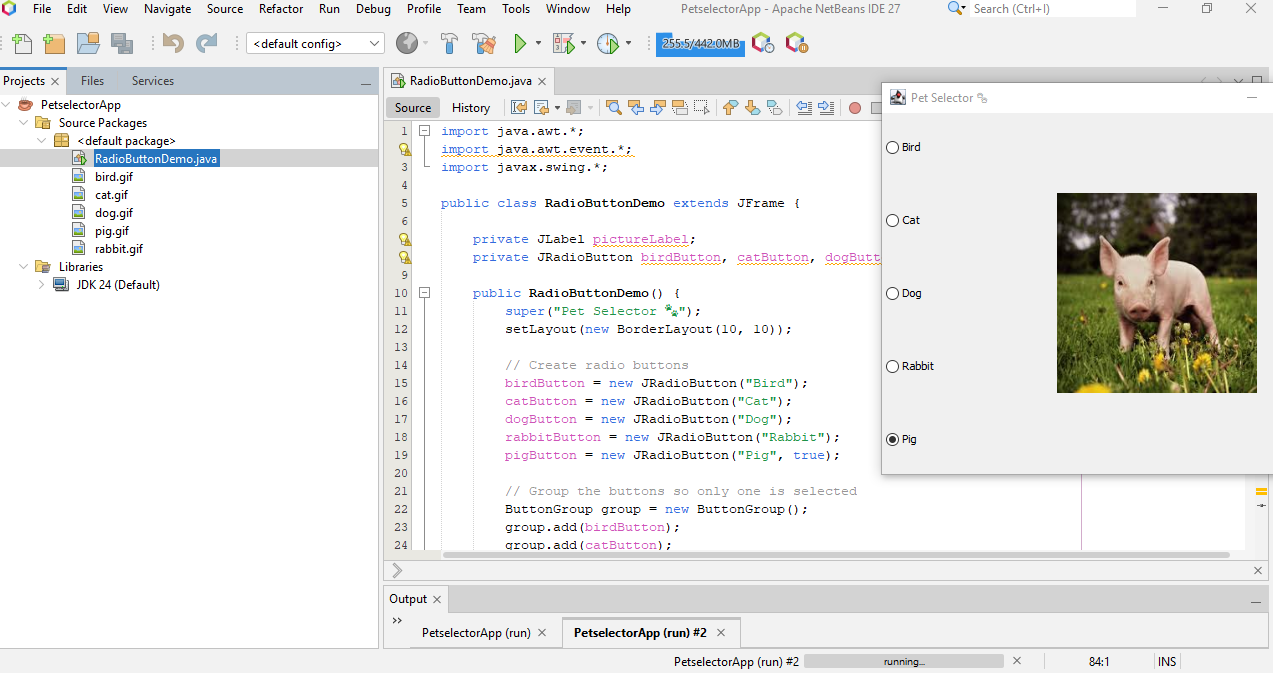 File Edit View Navigate Source Refactor Run Debug Profile Team Tools Window Help PetselectorApp - Apache NetBeans IDE 27 Search (Ctrl+I)
<default config> 255.5/442.0MB
Projects Files Services
PetselectorApp
Source Packages
<default package>
RadioButtonDemo.java
bird.gif
cat.gif
dog.gif
pig.gif
rabbit.gif
Libraries
JDK 24 (Default)
RadioButtonDemo.java
Source History
1 import java.awt.*;
import java.awt.event.*;
3 import javax.swing.*;
4
5 public class RadioButtonDemo extends JFrame {
6
private JLabel pictureLabel;
private JRadioButton birdButton, catButton, dogButt
9
10 public RadioButtonDemo() {
11 super("Pet Selector 🐾");
12 setLayout(new BorderLayout(10, 10));
13
14 // Create radio buttons
15 birdButton = new JRadioButton("Bird");
16 catButton = new JRadioButton("Cat");
17 dogButton = new JRadioButton("Dog");
18 rabbitButton = new JRadioButton("Rabbit");
19 pigButton = new JRadioButton("Pig", true);
20
21 // Group the buttons so only one is selected
22 ButtonGroup group = new ButtonGroup();
23 group.add(birdButton);
24 group.add(catButton);
Pet Selector 🐾
Bird
Cat
Dog
Rabbit
Pig
Output
PetselectorApp (run) PetselectorApp (run) #2
PetselectorApp (run) #2 running... 84:1 INS